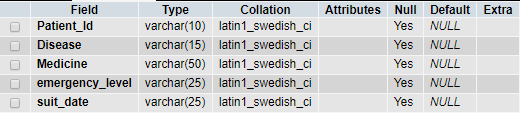 Field Type Collation Attributes Null Default Extra
Patient_Id varchar(10) latin1_swedish_ci Yes NULL
Disease varchar(15) latin1_swedish_ci Yes NULL
Medicine varchar(50) latin1_swedish_ci Yes NULL
emergency_level varchar(25) latin1_swedish_ci Yes NULL
suit_date varchar(25) latin1_swedish_ci Yes NULL